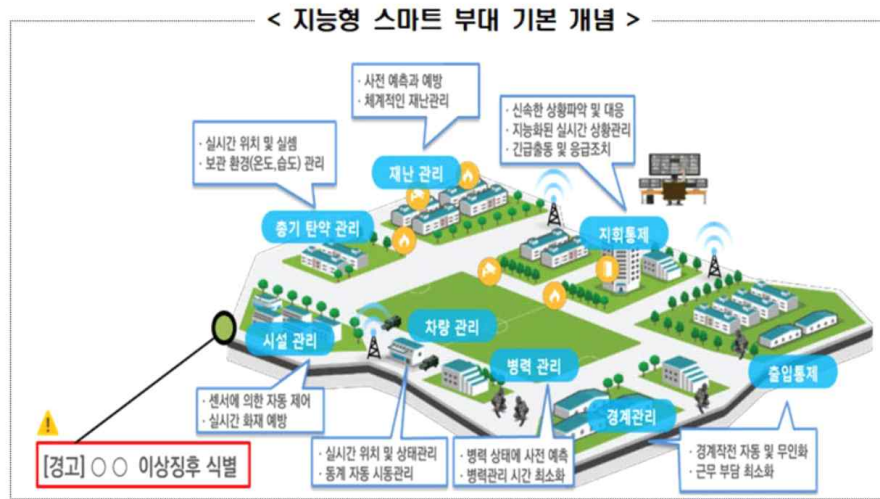 < 지능형 스마트 부대 기본 개념 >
· 사전 예측과 예방
· 체계적인 재난관리
· 신속한 상황파악 및 대응
· 지능화된 실시간 상황관리
· 긴급출동 및 응급조치
· 실시간 위치 및 실셈
· 보관 환경(온도,습도) 관리
재난 관리
총기 탄약 관리
지휘통제
시설 관리
차량 관리
병력 관리
출입통제
경계관리
· 센서에 의한 자동 제어
· 실시간 화재 예방
· 실시간 위치 및 상태관리
· 동계 자동 시동관리
· 병력 상태에 사전 예측
· 병력관리 시간 최소화
· 경계작전 자동 및 무인화
· 근무 부담 최소화
[경고] ○ ○ 이상징후 식별